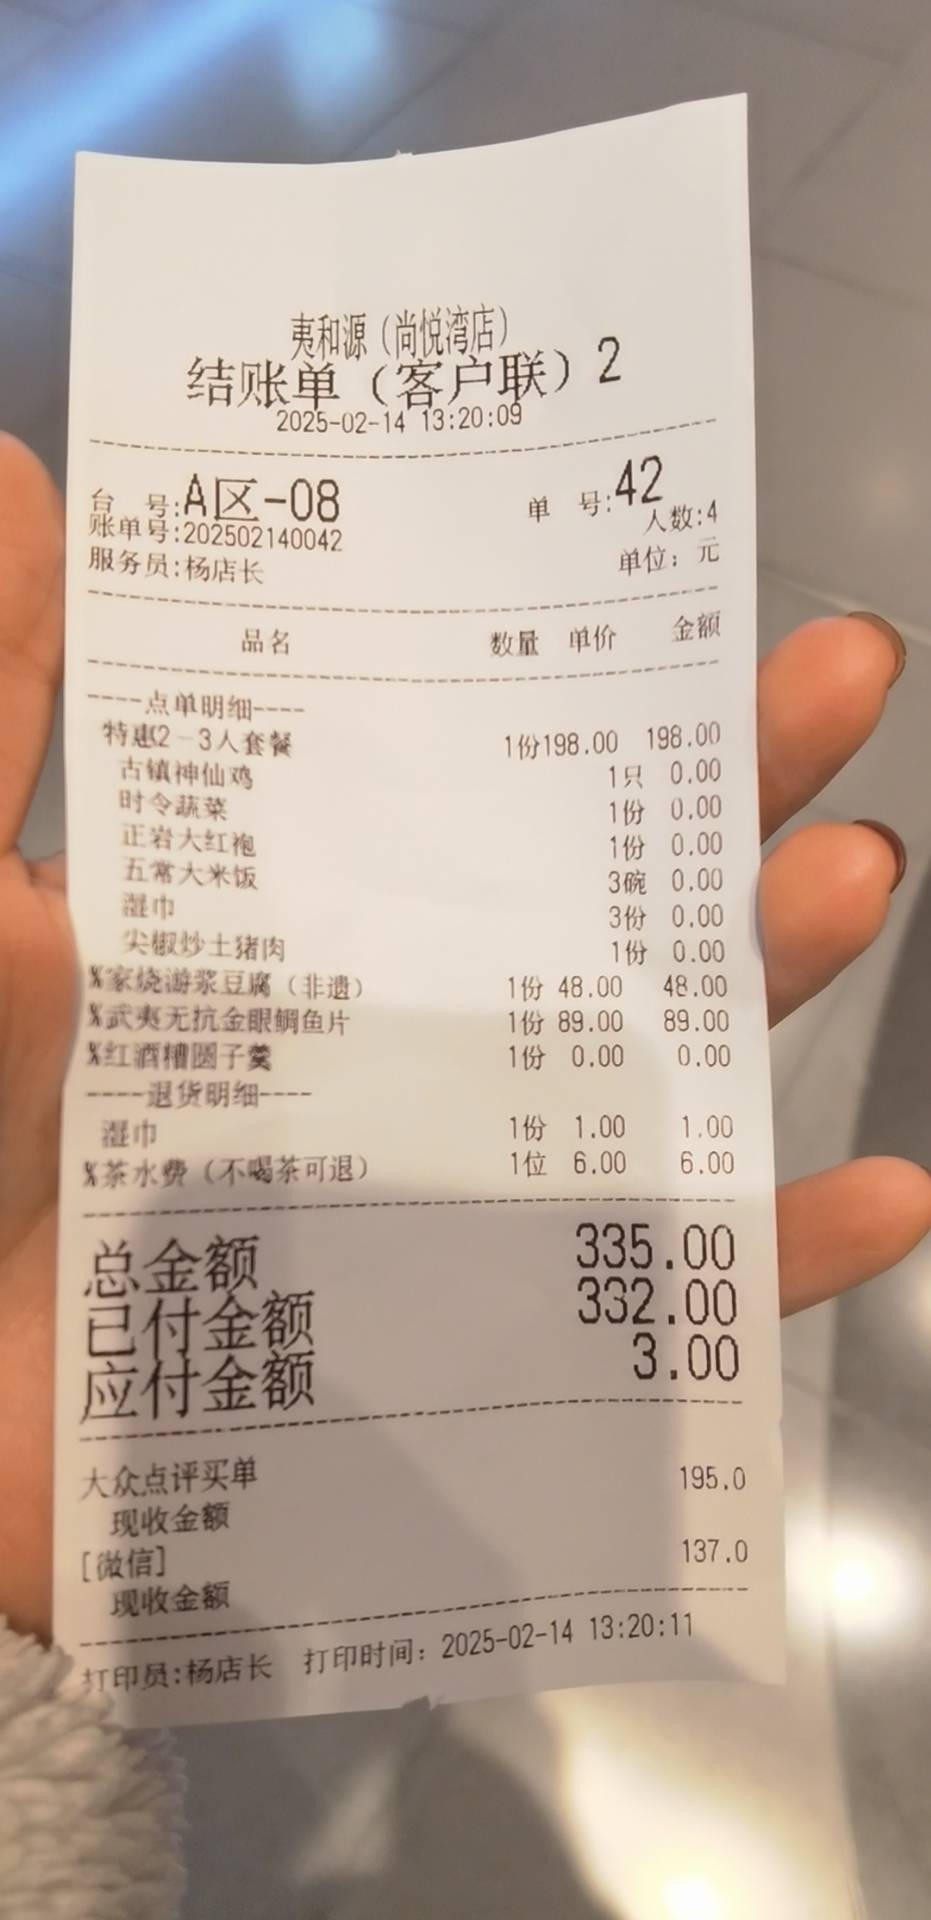 夷和源（尚悦湾店）
结账单（客户联）2
2025-02-14 13:20:09
台 号:A区-08 单 号:42
账单号:202502140042 人数:4
服务员:杨店长 单位：元
品名 数量 单价 金额
----点单明细----
特惠2－3人套餐 1份198.00 198.00
古镇神仙鸡 1只 0.00
时令蔬菜 1份 0.00
正岩大红袍 1份 0.00
五常大米饭 3碗 0.00
湿巾 3份 0.00
尖椒炒土猪肉 1份 0.00
%家烧游浆豆腐（非遗） 1份 48.00 48.00
%武夷无抗金眼鲷鱼片 1份 89.00 89.00
%红酒糟圆子羹 1份 0.00 0.00
----退货明细----
湿巾 1份 1.00 1.00
%茶水费（不喝茶可退） 1位 6.00 6.00
总金额 335.00
已付金额 332.00
应付金额 3.00
大众点评买单 195.0
现收金额
[微信] 137.0
现收金额
打印员:杨店长 打印时间：2025-02-14 13:20:11